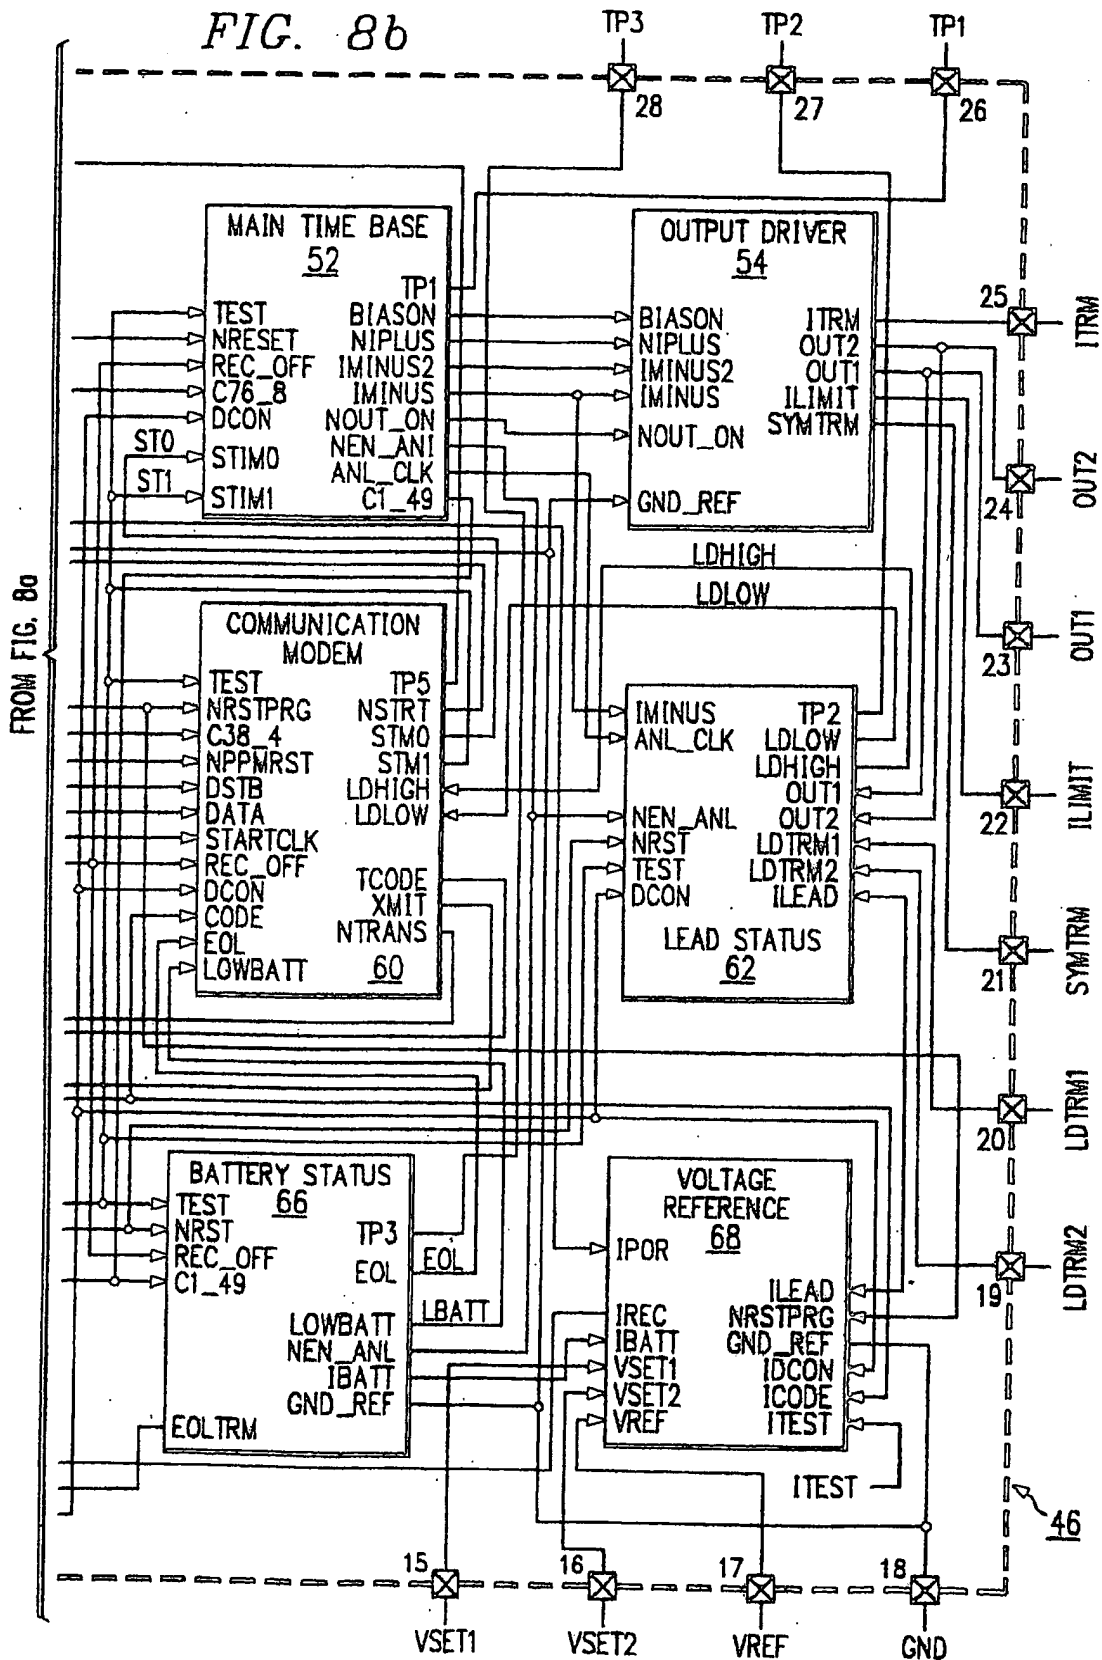 FIG. 8b
TP3
TP2
TP1
28
27
26
FROM FIG. 8a
MAIN TIME BASE
52
TP1
TEST
BIASON
NRESET
NIPLUS
REC_OFF
IMINUS2
C76_8
IMINUS
DCON
NOUT_ON
ST0
STIM0
NEN_ANI
ANL_CLK
ST1
STIM1
C1_49
OUTPUT DRIVER
54
BIASON
ITRM
NIPLUS
OUT2
IMINUS2
OUT1
IMINUS
ILIMIT
SYMTRM
NOUT_ON
GND_REF
25
ITRM
24
OUT2
23
OUT1
22
ILIMIT
21
SYMTRM
20
LDTRM1
19
LDTRM2
LDHIGH
LDLOW
COMMUNICATION
MODEM
TEST
TP5
NRSTPRG
NSTRT
C38_4
STM0
NPPMRST
STM1
DSTB
LDHIGH
DATA
LDLOW
STARTCLK
REC_OFF
DCON
TCODE
CODE
XMIT
EOL
NTRANS
LOWBATT
60
IMINUS
TP2
ANL_CLK
LDLOW
LDHIGH
OUT1
NEN_ANL
OUT2
NRST
LDTRM1
TEST
LDTRM2
DCON
ILEAD
LEAD STATUS
62
BATTERY STATUS
66
TEST
NRST
TP3
REC_OFF
EOL
EOL
C1_49
LOWBATT
LBATT
NEN_ANL
IBATT
GND_REF
EOLTRM
VOLTAGE
REFERENCE
68
IPOR
ILEAD
IREC
NRSTPRG
IBATT
GND_REF
VSET1
IDCON
VSET2
ICODE
VREF
ITEST
ITEST
46
15
16
17
18
VSET1
VSET2
VREF
GND